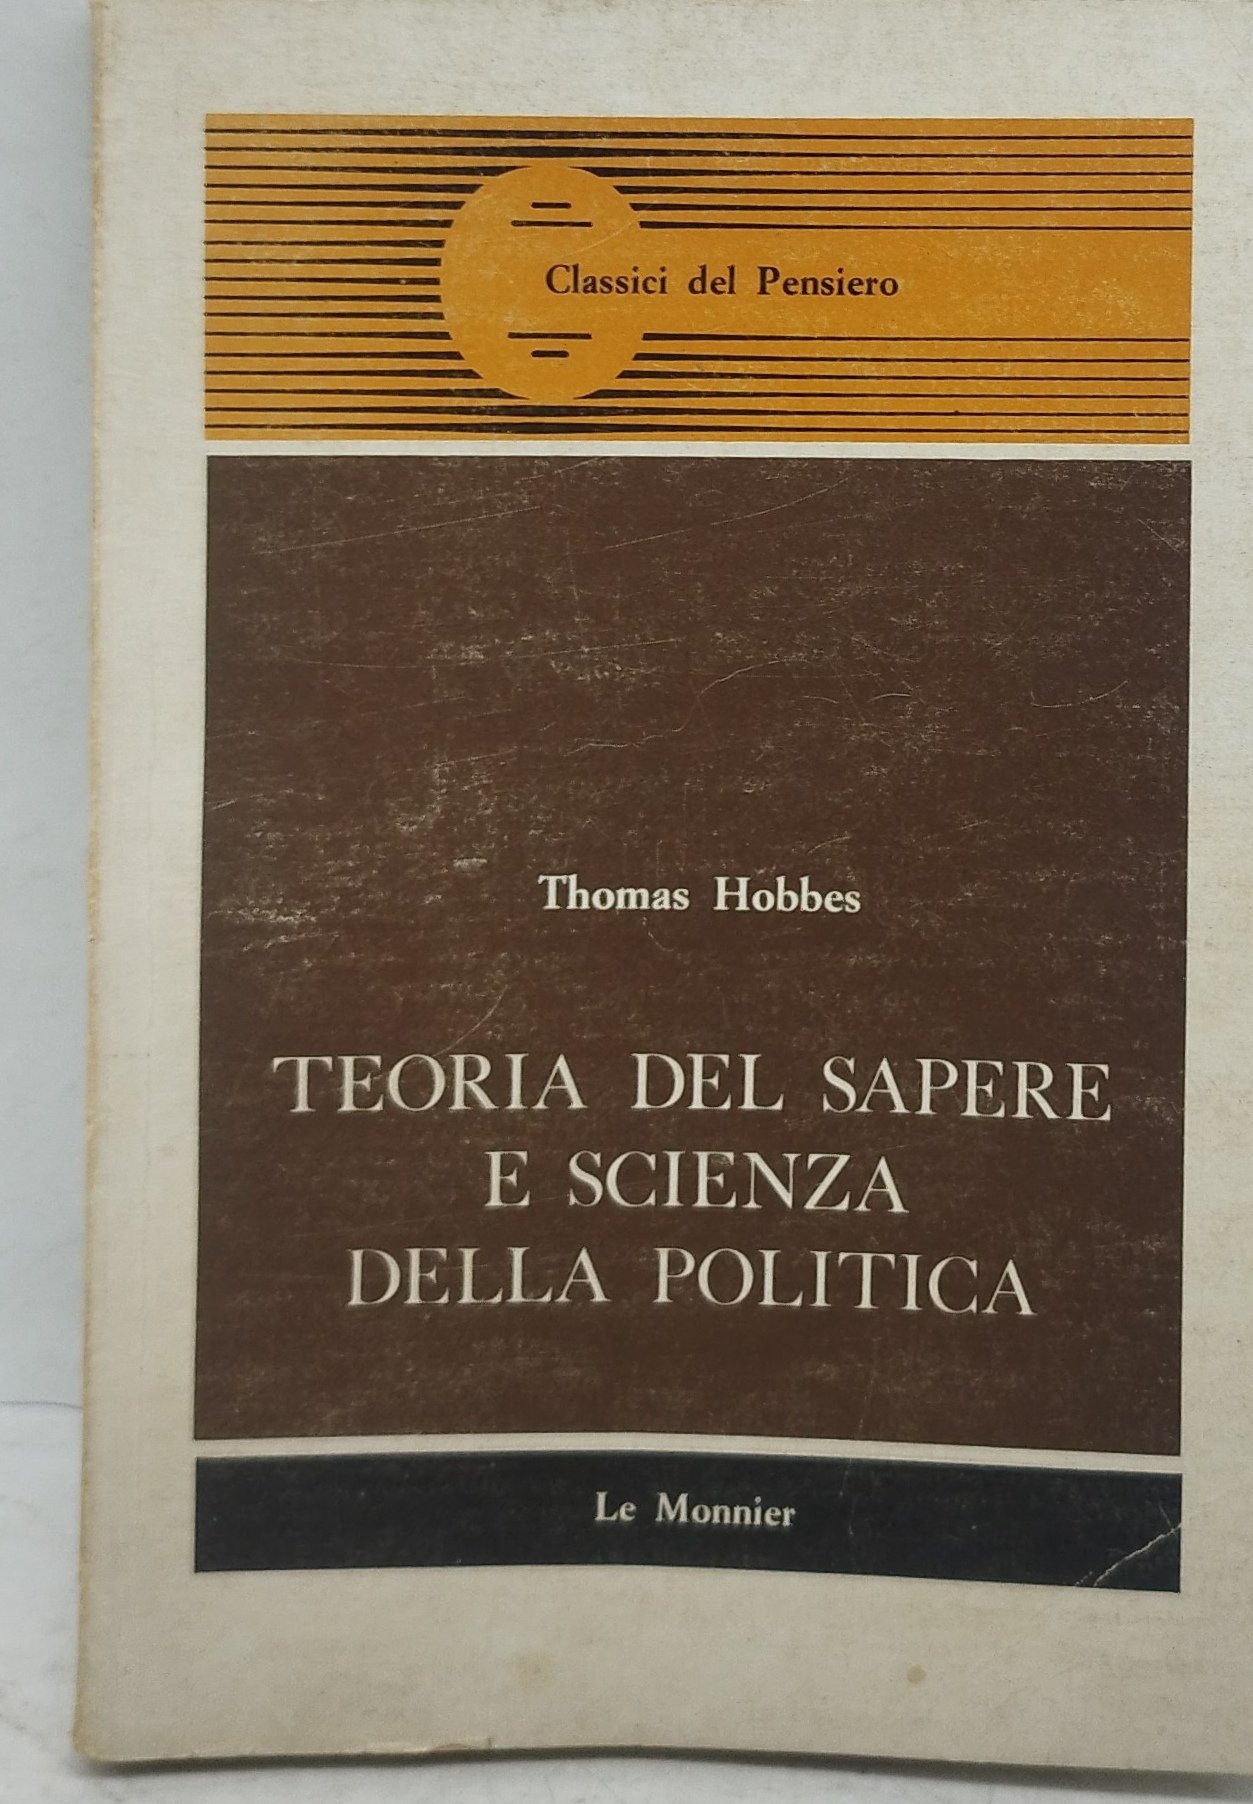 Classici del Pensiero
Thomas Hobbes
TEORIA DEL SAPERE
E SCIENZA
DELLA POLITICA
Le Monnier